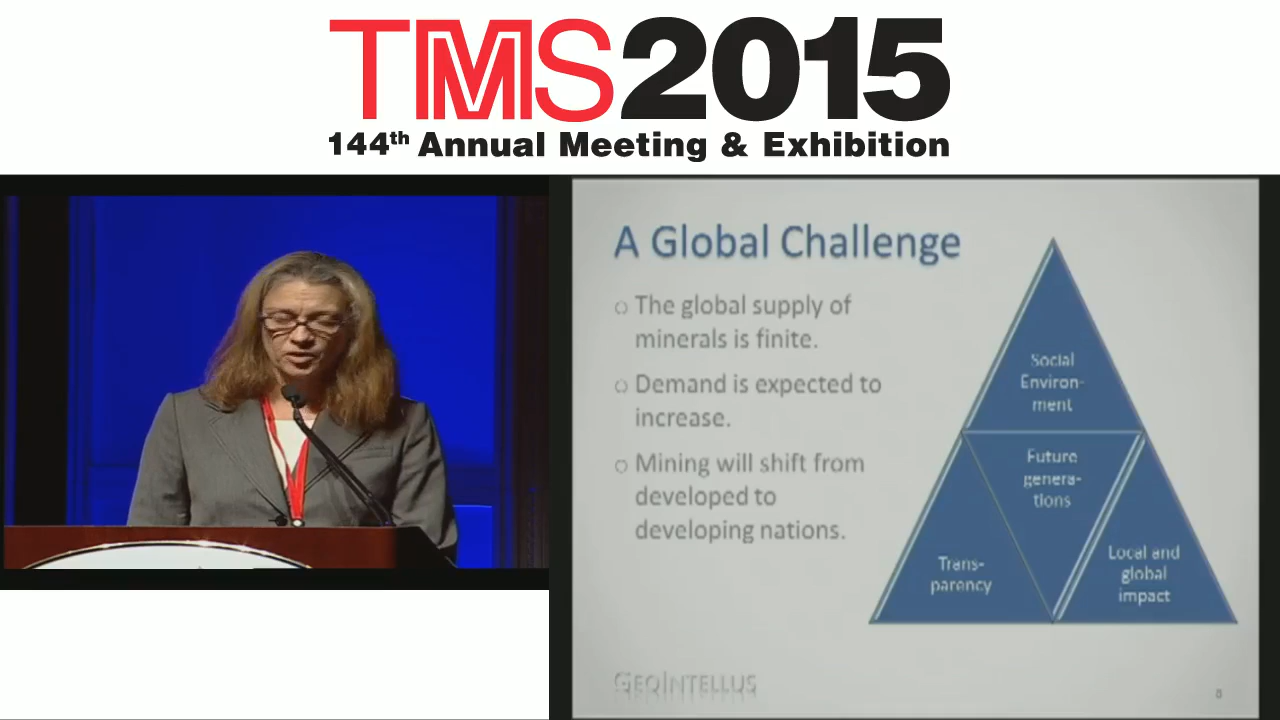 TMS2015
144th Annual Meeting & Exhibition
A Global Challenge
The global supply of
minerals is finite.
Demand is expected to
increase.
Mining will shift from
developed to
developing nations.
Social
Environ-
ment
Future
genera-
tions
Trans-
parency
Local and
global
impact
GEOINTELLUS
8